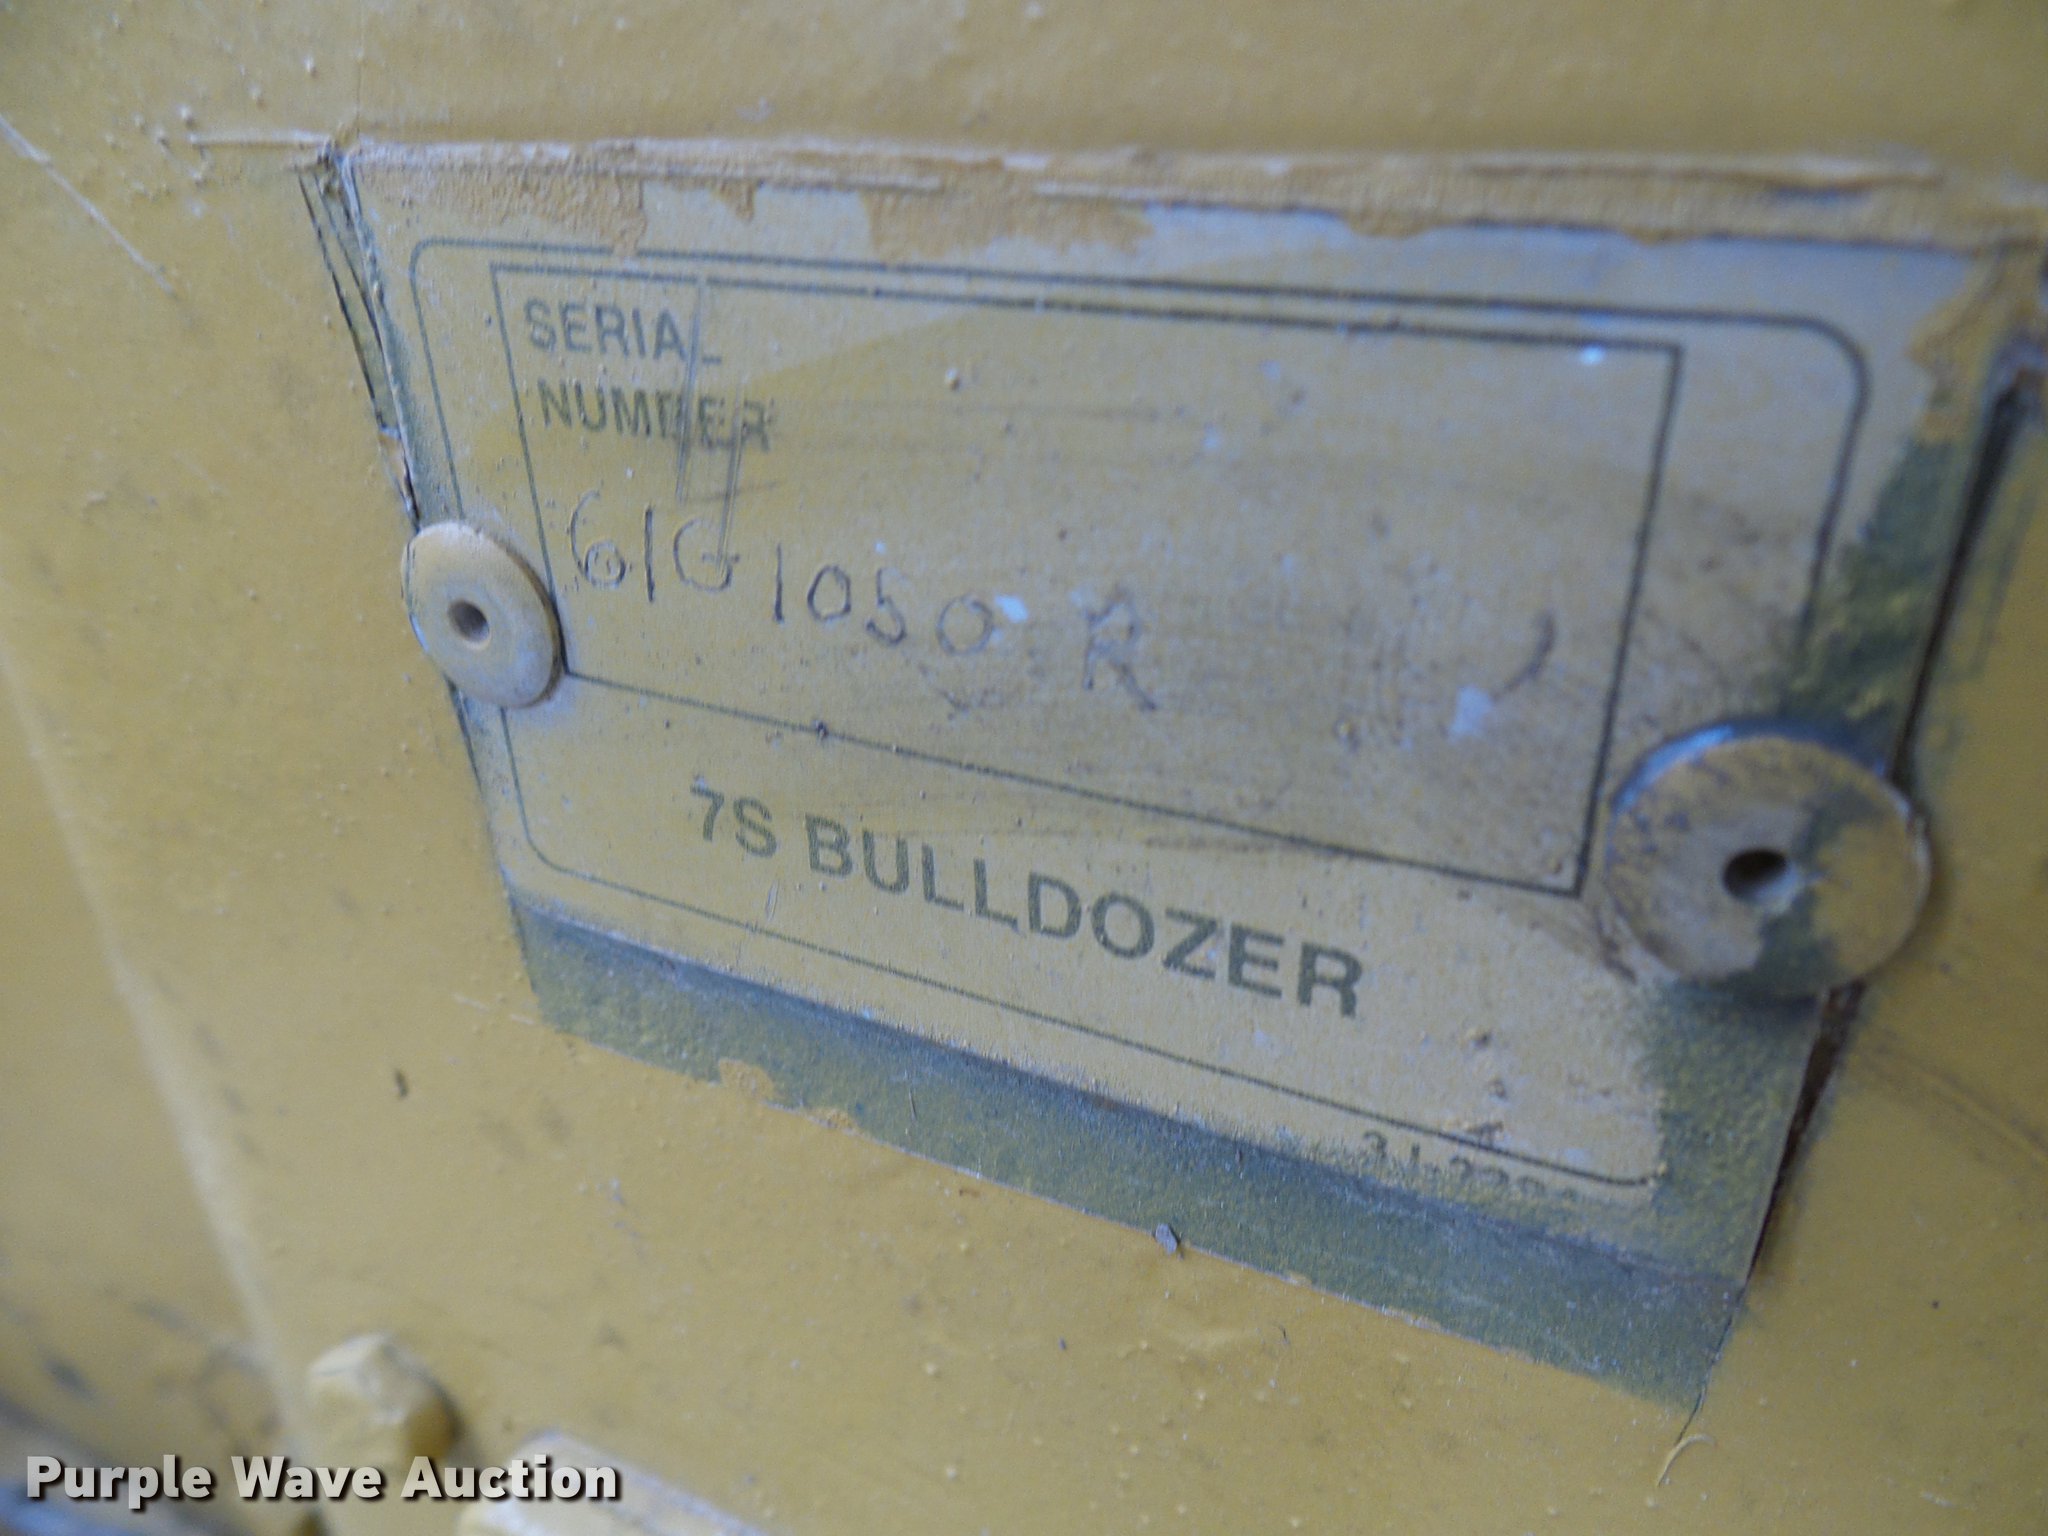 SERIAL
NUMBER
61G1050 R
7S BULLDOZER
Purple Wave Auction